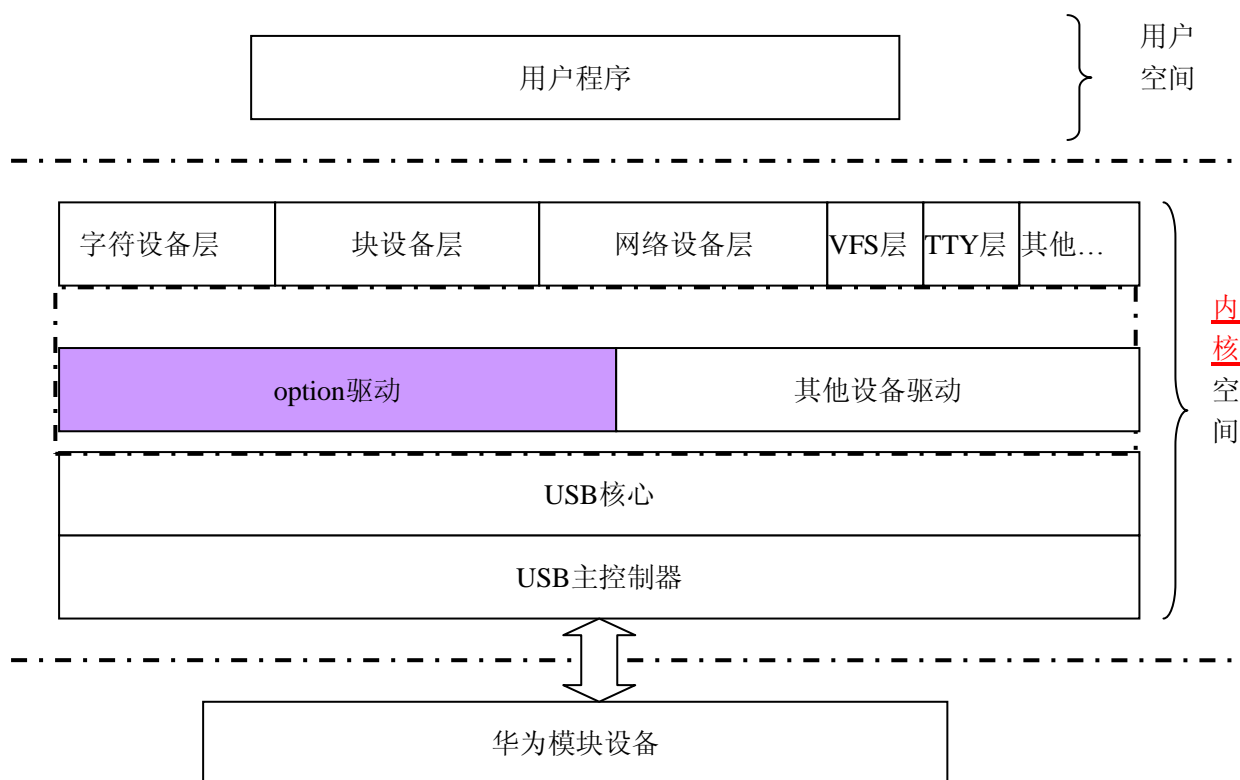 用户程序
用户
空间
字符设备层
块设备层
网络设备层
VFS层
TTY层
其他…
option驱动
其他设备驱动
内
核
空
间
USB核心
USB主控制器
华为模块设备